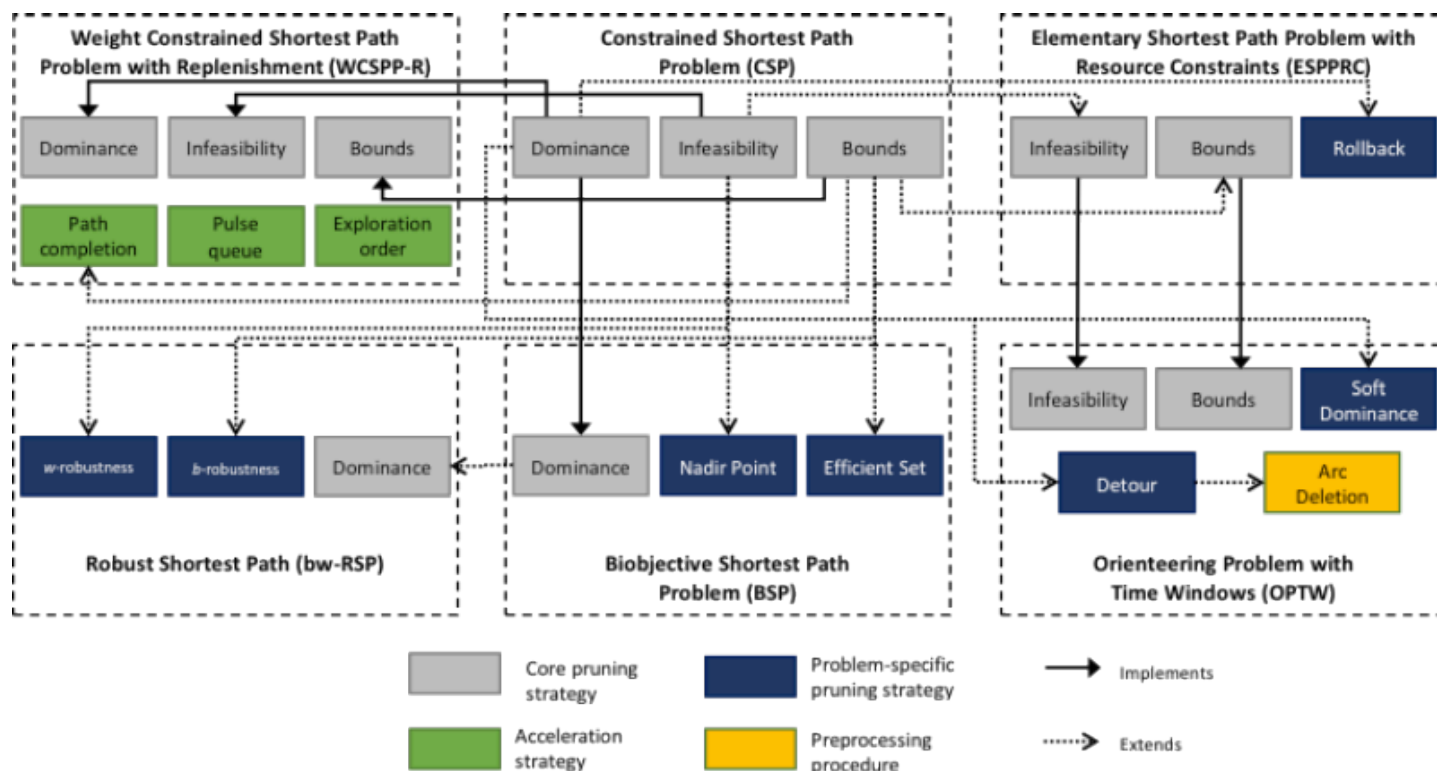 Weight Constrained Shortest Path
Problem with Replenishment (WCSPP-R)
Dominance
Infeasibility
Bounds
Path
completion
Pulse
queue
Exploration
order
Constrained Shortest Path
Problem (CSP)
Dominance
Infeasibility
Bounds
Elementary Shortest Path Problem with
Resource Constraints (ESPPRC)
Infeasibility
Bounds
Rollback
w-robustness
b-robustness
Dominance
Robust Shortest Path (bw-RSP)
Dominance
Nadir Point
Efficient Set
Biobjective Shortest Path
Problem (BSP)
Infeasibility
Bounds
Soft
Dominance
Detour
Arc
Deletion
Orienteering Problem with
Time Windows (OPTW)
Core pruning
strategy
Problem-specific
pruning strategy
Implements
Acceleration
strategy
Preprocessing
procedure
Extends